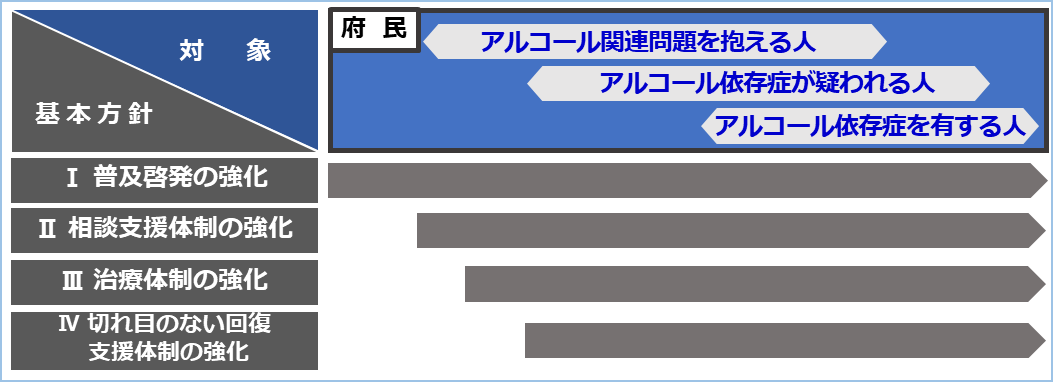 対　象
基本方針
府 民
アルコール関連問題を抱える人
アルコール依存症が疑われる人
アルコール依存症を有する人
Ⅰ 普及啓発の強化
Ⅱ 相談支援体制の強化
Ⅲ 治療体制の強化
Ⅳ 切れ目のない回復
支援体制の強化